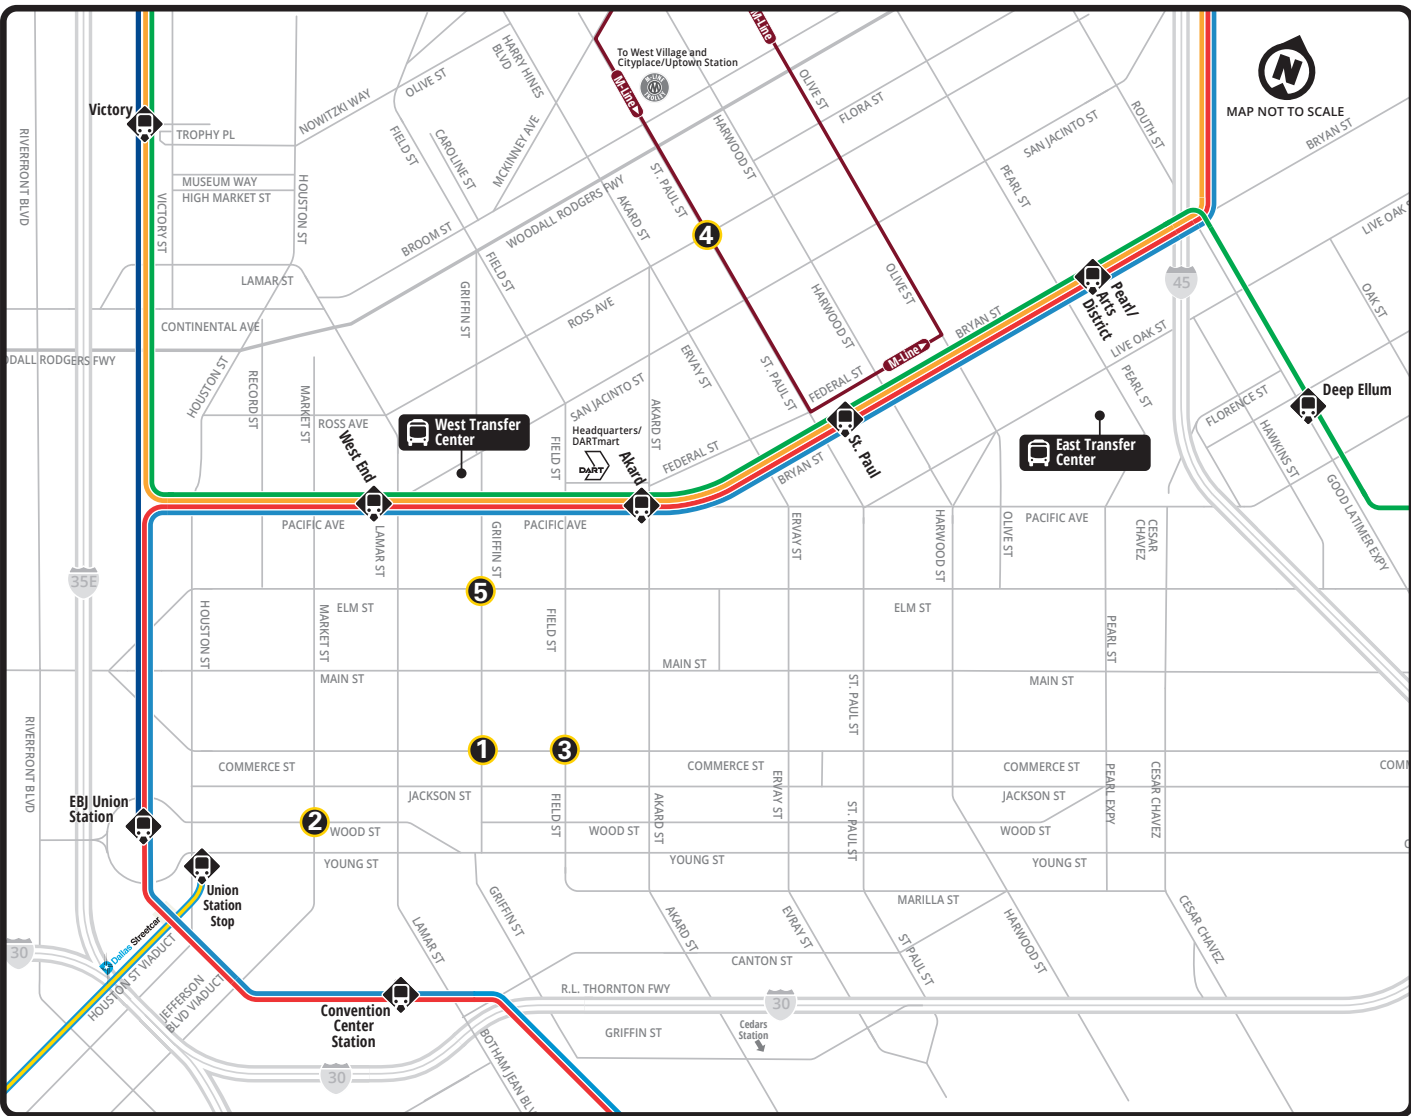 To West Village and
Cityplace/Uptown Station
M-LINE
M-Line
M-Line
M-Line
N
MAP NOT TO SCALE
Victory
TROPHY PL
MUSEUM WAY
HIGH MARKET ST
RIVERFRONT BLVD
VICTORY ST
HOUSTON ST
NOWITZKI WAY
OLIVE ST
HARRY HINES
BLVD
FIELD ST
CAROLINE ST
MCKINNEY AVE
BROOM ST
WOODALL RODGERS FWY
ST. PAUL ST
AKARD ST
HARWOOD ST
OLIVE ST
FLORA ST
SAN JACINTO ST
ROUTH ST
PEARL ST
BRYAN ST
LIVE OAK S
OAK ST
4
45
LAMAR ST
CONTINENTAL AVE
DALL RODGERS FWY
HOUSTON ST
RECORD ST
MARKET ST
ROSS AVE
FIELD ST
GRIFFIN ST
ROSS AVE
SAN JACINTO ST
ERVAY ST
ST. PAUL ST
HARWOOD ST
OLIVE ST
FEDERAL ST
BRYAN ST
Pearl/
Arts
District
LIVE OAK ST
PEARL ST
FLORENCE ST
HAWKINS ST
GOOD LATIMER EXPY
Deep Ellum
West End
West Transfer
Center
Headquarters/
DARTmart
DART
FIELD ST
AKARD ST
Akard
FEDERAL ST
BRYAN ST
St. Paul
East Transfer
Center
PACIFIC AVE
PACIFIC AVE
PACIFIC AVE
LAMAR ST
GRIFFIN ST
ERVAY ST
HARWOOD ST
OLIVE ST
CESAR
CHAVEZ
35E
5
ELM ST
ELM ST
HOUSTON ST
MARKET ST
FIELD ST
PEARL ST
MAIN ST
MAIN ST
MAIN ST
ST. PAUL ST
RIVERFRONT BLVD
1
3
COMMERCE ST
COMMERCE ST
COMMERCE ST
COMM
JACKSON ST
JACKSON ST
ERVAY ST
PEARL EXPY
CESAR CHAVEZ
EBJ Union
Station
2
WOOD ST
WOOD ST
WOOD ST
FIELD ST
AKARD ST
ST. PAUL ST
YOUNG ST
YOUNG ST
YOUNG ST
Union
Station
Stop
MARILLA ST
GRIFFIN ST
LAMAR ST
AKARD ST
EVRAY ST
ST PAUL ST
HARWOOD ST
CESAR CHAVEZ
Dallas Streetcar
HOUSTON ST VIADUCT
JEFFERSON
BLVD VIADUCT
30
CANTON ST
R.L. THORNTON FWY
30
Convention
Center
Station
GRIFFIN ST
Cedars
Station
BOTHAM JEAN BLV
30